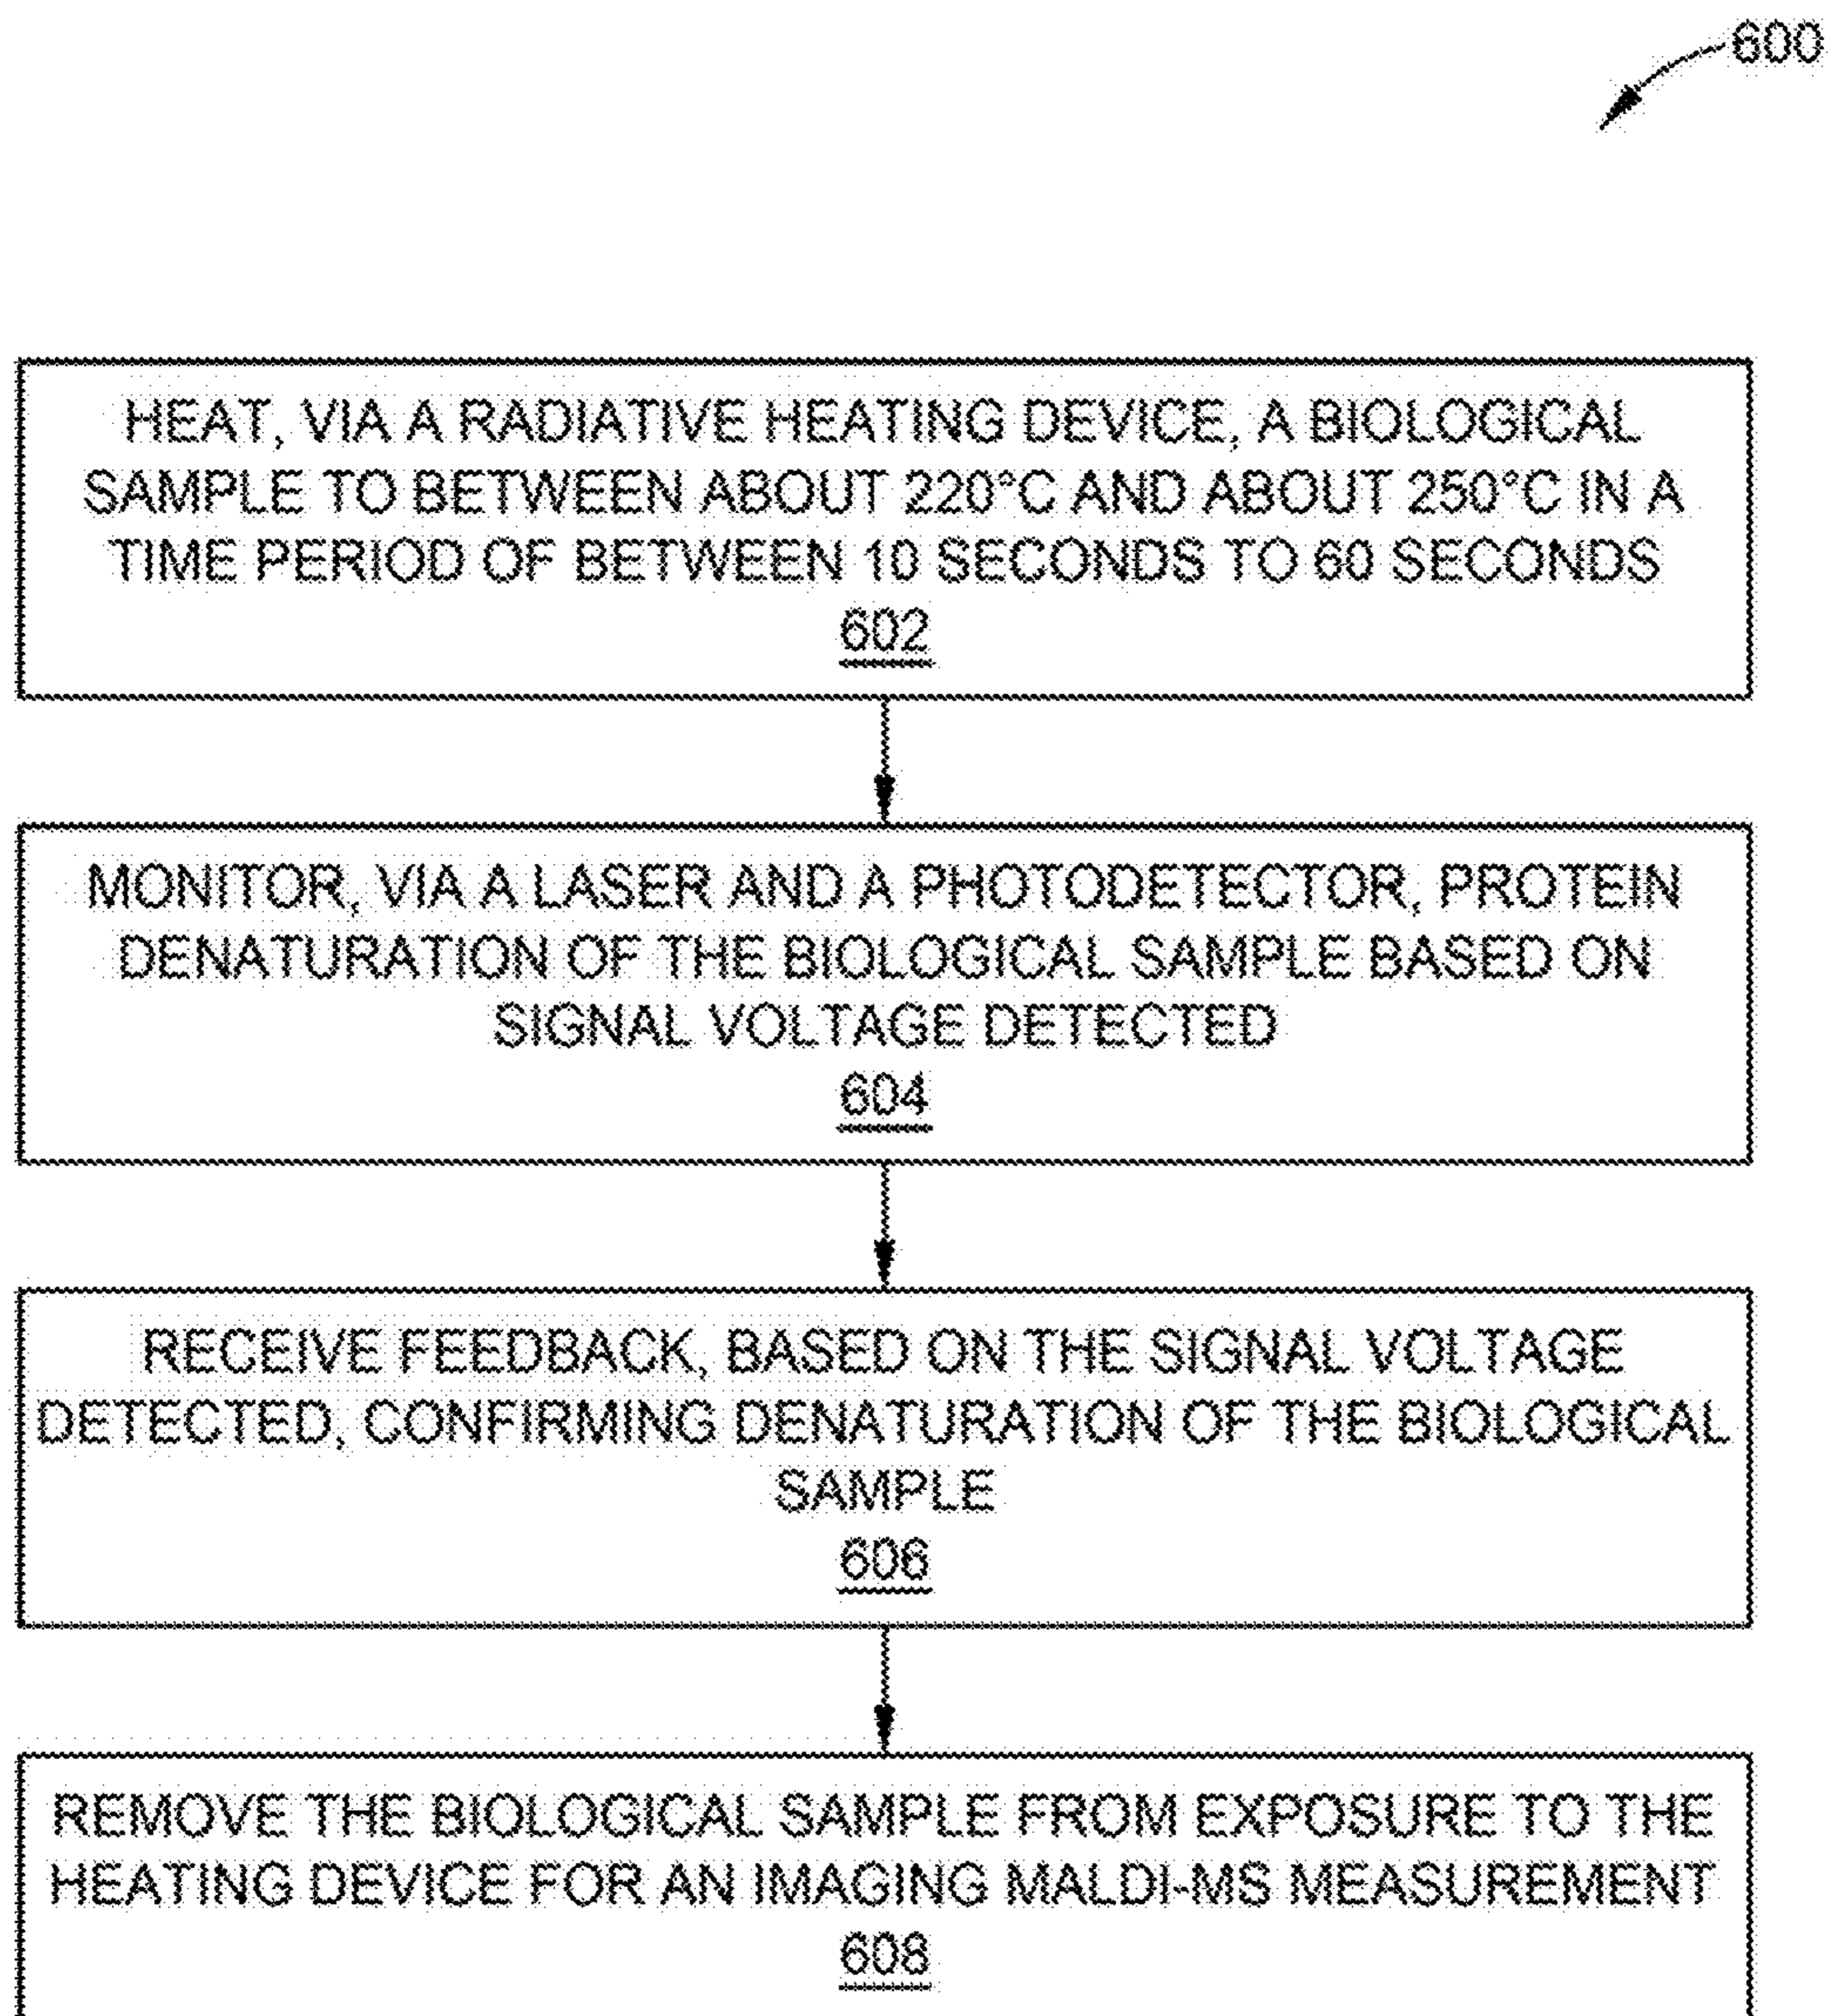 600
HEAT, VIA A RADIATIVE HEATING DEVICE, A BIOLOGICAL
SAMPLE TO BETWEEN ABOUT 220°C AND ABOUT 250°C IN A
TIME PERIOD OF BETWEEN 10 SECONDS TO 60 SECONDS
602
MONITOR, VIA A LASER AND A PHOTODETECTOR, PROTEIN
DENATURATION OF THE BIOLOGICAL SAMPLE BASED ON
SIGNAL VOLTAGE DETECTED
604
RECEIVE FEEDBACK, BASED ON THE SIGNAL VOLTAGE
DETECTED, CONFIRMING DENATURATION OF THE BIOLOGICAL
SAMPLE
606
REMOVE THE BIOLOGICAL SAMPLE FROM EXPOSURE TO THE
HEATING DEVICE FOR AN IMAGING MALDI-MS MEASUREMENT
608